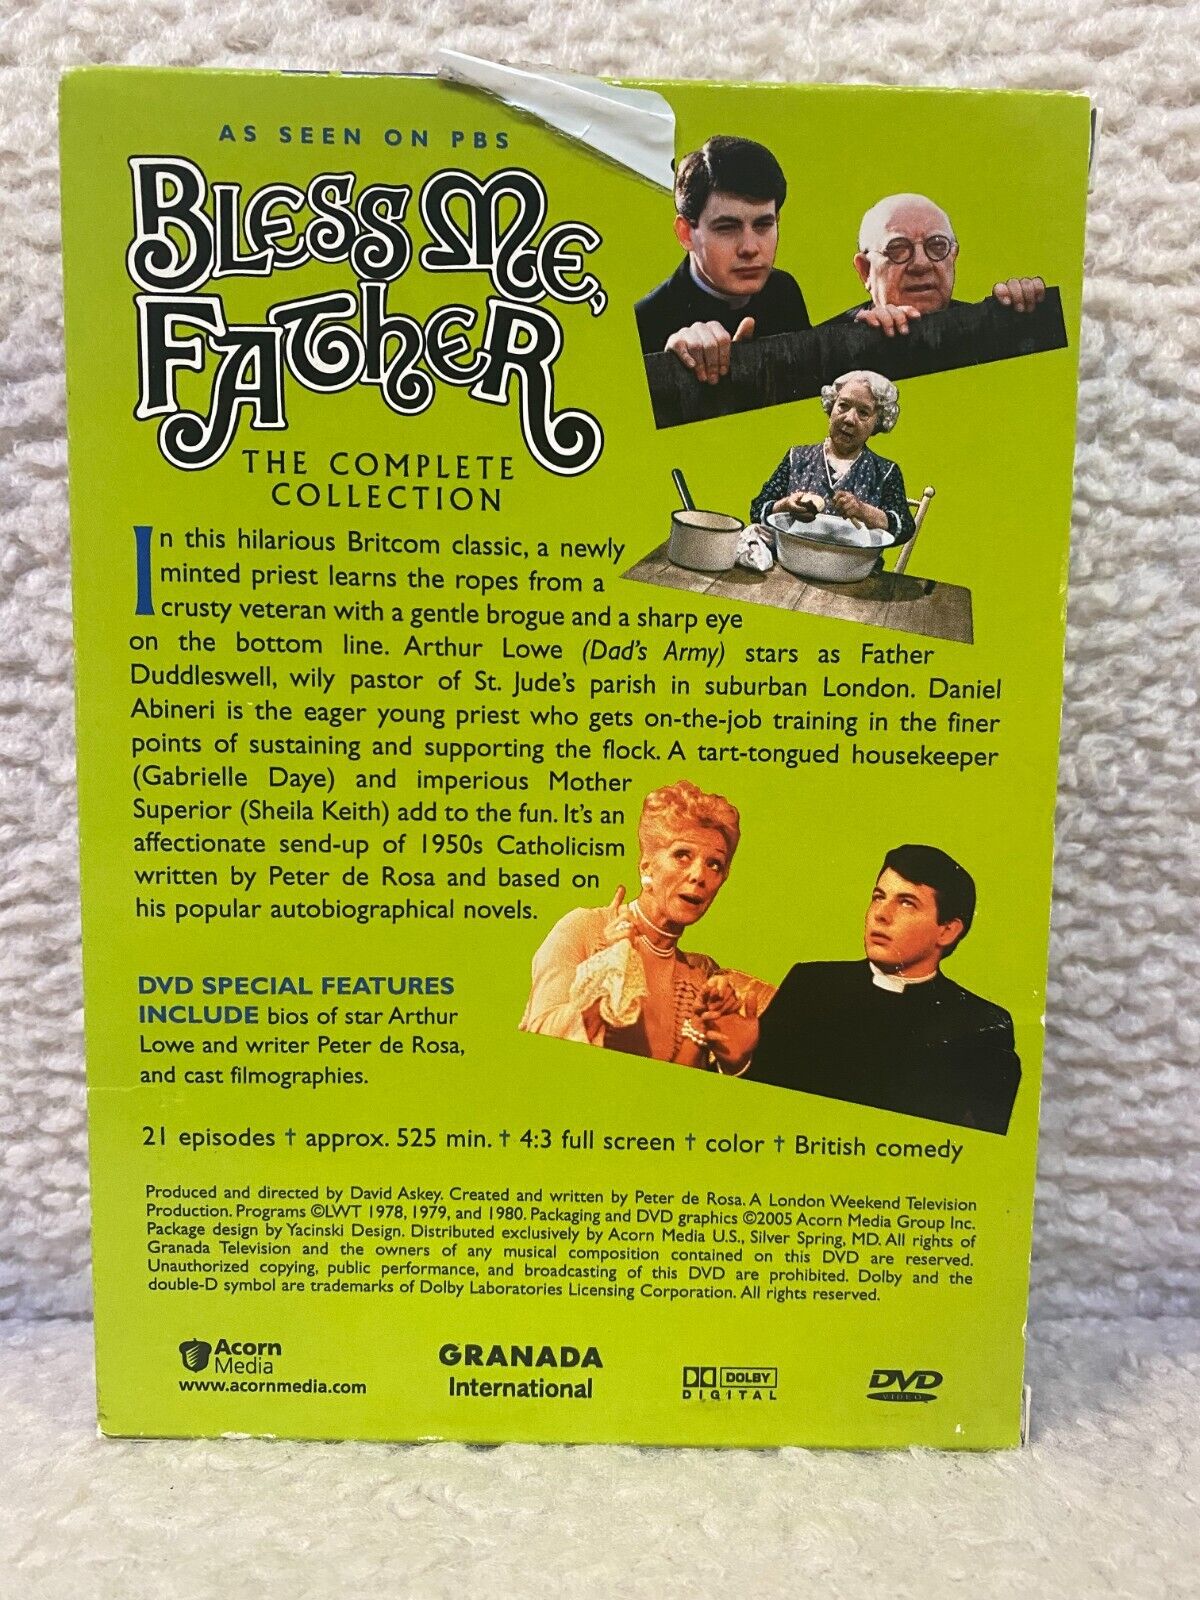 AS SEEN ON PBS
BLESS ME,
FATHER
THE COMPLETE
COLLECTION
In this hilarious Britcom classic, a newly
minted priest learns the ropes from a
crusty veteran with a gentle brogue and a sharp eye
on the bottom line. Arthur Lowe (Dad's Army) stars as Father
Duddleswell, wily pastor of St. Jude's parish in suburban London. Daniel
Abineri is the eager young priest who gets on-the-job training in the finer
points of sustaining and supporting the flock. A tart-tongued housekeeper
(Gabrielle Daye) and imperious Mother
Superior (Sheila Keith) add to the fun. It's an
affectionate send-up of 1950s Catholicism
written by Peter de Rosa and based on
his popular autobiographical novels.
DVD SPECIAL FEATURES
INCLUDE bios of star Arthur
Lowe and writer Peter de Rosa,
and cast filmographies.
21 episodes † approx. 525 min. † 4:3 full screen † color † British comedy
Produced and directed by David Askey. Created and written by Peter de Rosa. A London Weekend Television
Production. Programs ©LWT 1978, 1979, and 1980. Packaging and DVD graphics ©2005 Acorn Media Group Inc.
Package design by Yacinski Design. Distributed exclusively by Acorn Media U.S., Silver Spring, MD. All rights of
Granada Television and the owners of any musical composition contained on this DVD are reserved.
Unauthorized copying, public performance, and broadcasting of this DVD are prohibited. Dolby and the
double-D symbol are trademarks of Dolby Laboratories Licensing Corporation. All rights reserved.
Acorn
Media
www.acornmedia.com
GRANADA
International
DOLBY
DIGITAL
DVD
VIDEO